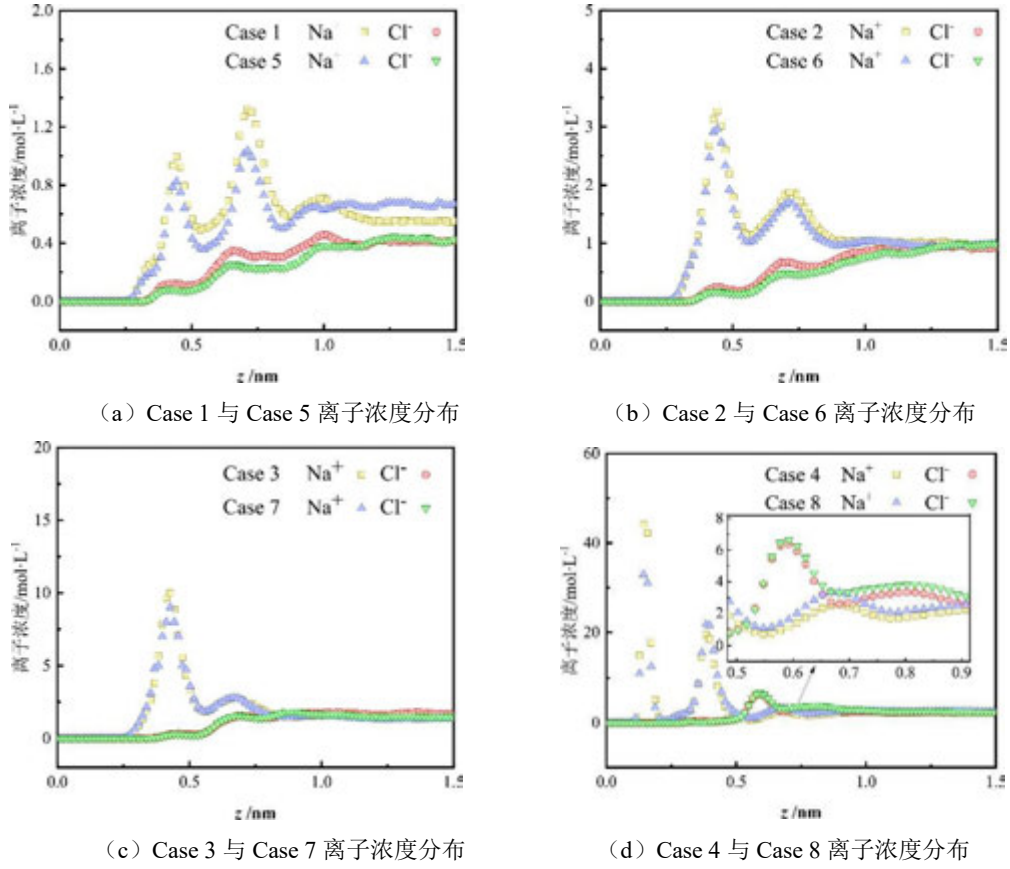 2.0
1.6
1.2
0.8
0.4
0.0
离子浓度/mol·L⁻¹
Case 1 Na⁻ Cl⁻
Case 5 Na⁻ Cl⁻
0.0 0.5 1.0 1.5
z /nm
(a)Case 1 与 Case 5 离子浓度分布
5
4
3
2
1
0
离子浓度/mol·L⁻¹
Case 2 Na⁺ Cl⁻
Case 6 Na⁺ Cl⁻
0.0 0.5 1.0 1.5
z /nm
(b)Case 2 与 Case 6 离子浓度分布
20
15
10
5
0
离子浓度/mol·L⁻¹
Case 3 Na⁺ Cl⁻
Case 7 Na⁺ Cl⁻
0.0 0.5 1.0 1.5
z /nm
(c)Case 3 与 Case 7 离子浓度分布
60
40
20
0
离子浓度/mol·L⁻¹
Case 4 Na⁺ Cl⁻
Case 8 Na⁺ Cl⁻
8
6
4
2
0
0.5 0.6 0.7 0.8 0.9
0.0 0.5 1.0 1.5
z /nm
(d)Case 4 与 Case 8 离子浓度分布